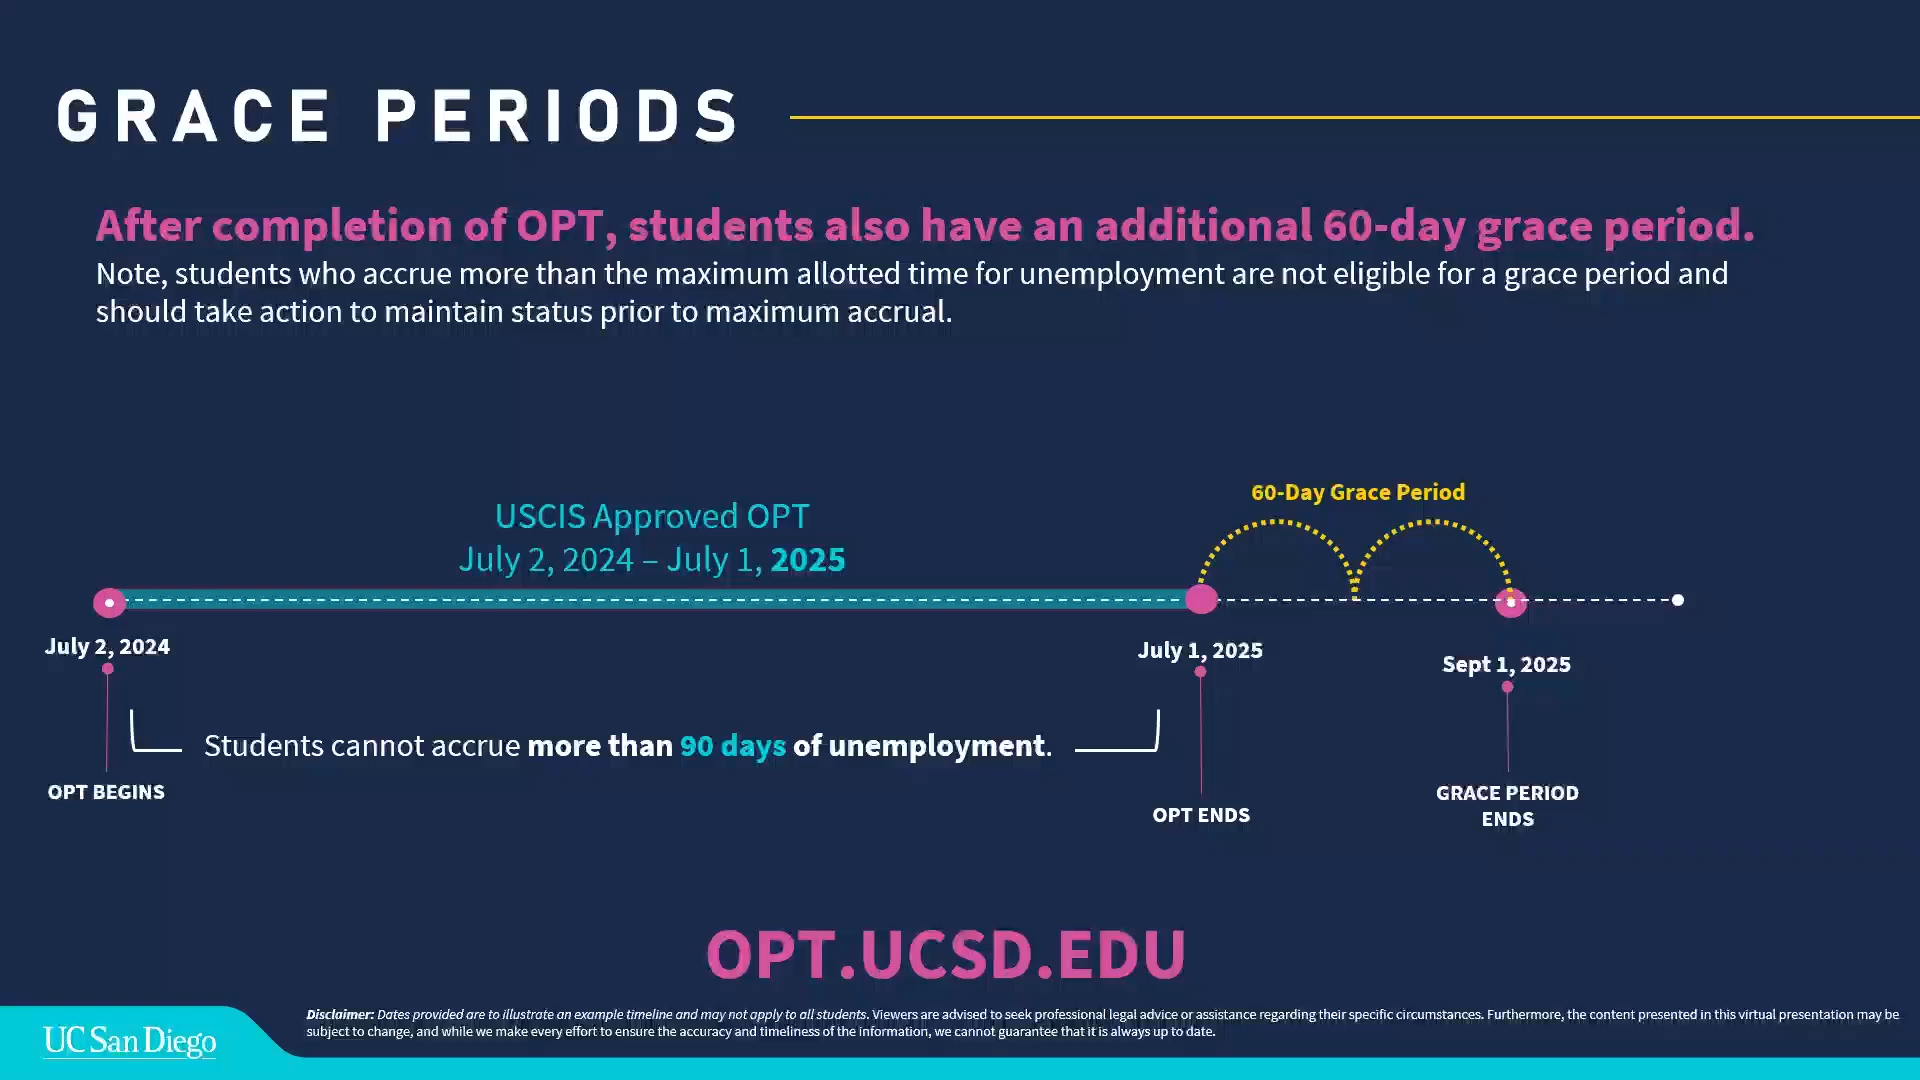 GRACE PERIODS
After completion of OPT, students also have an additional 60-day grace period.
Note, students who accrue more than the maximum allotted time for unemployment are not eligible for a grace period and
should take action to maintain status prior to maximum accrual.
60-Day Grace Period
USCIS Approved OPT
July 2, 2024 – July 1, 2025
July 2, 2024
July 1, 2025
Sept 1, 2025
Students cannot accrue more than 90 days of unemployment.
OPT BEGINS
OPT ENDS
GRACE PERIOD
ENDS
OPT.UCSD.EDU
Disclaimer: Dates provided are to illustrate an example timeline and may not apply to all students. Viewers are advised to seek professional legal advice or assistance regarding their specific circumstances. Furthermore, the content presented in this virtual presentation may be
subject to change, and while we make every effort to ensure the accuracy and timeliness of the information, we cannot guarantee that it is always up to date.
UC San Diego